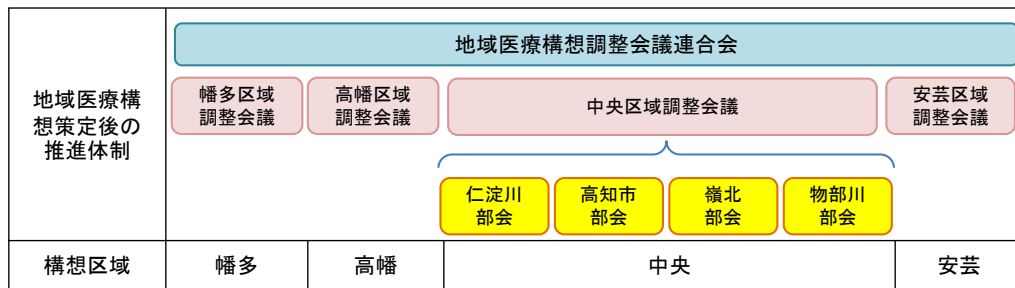 地域医療構想調整会議連合会
地域医療構
想策定後の
推進体制
幡多区域
調整会議
高幡区域
調整会議
中央区域調整会議
安芸区域
調整会議
仁淀川
部会
高知市
部会
嶺北
部会
物部川
部会
構想区域
幡多
高幡
中央
安芸